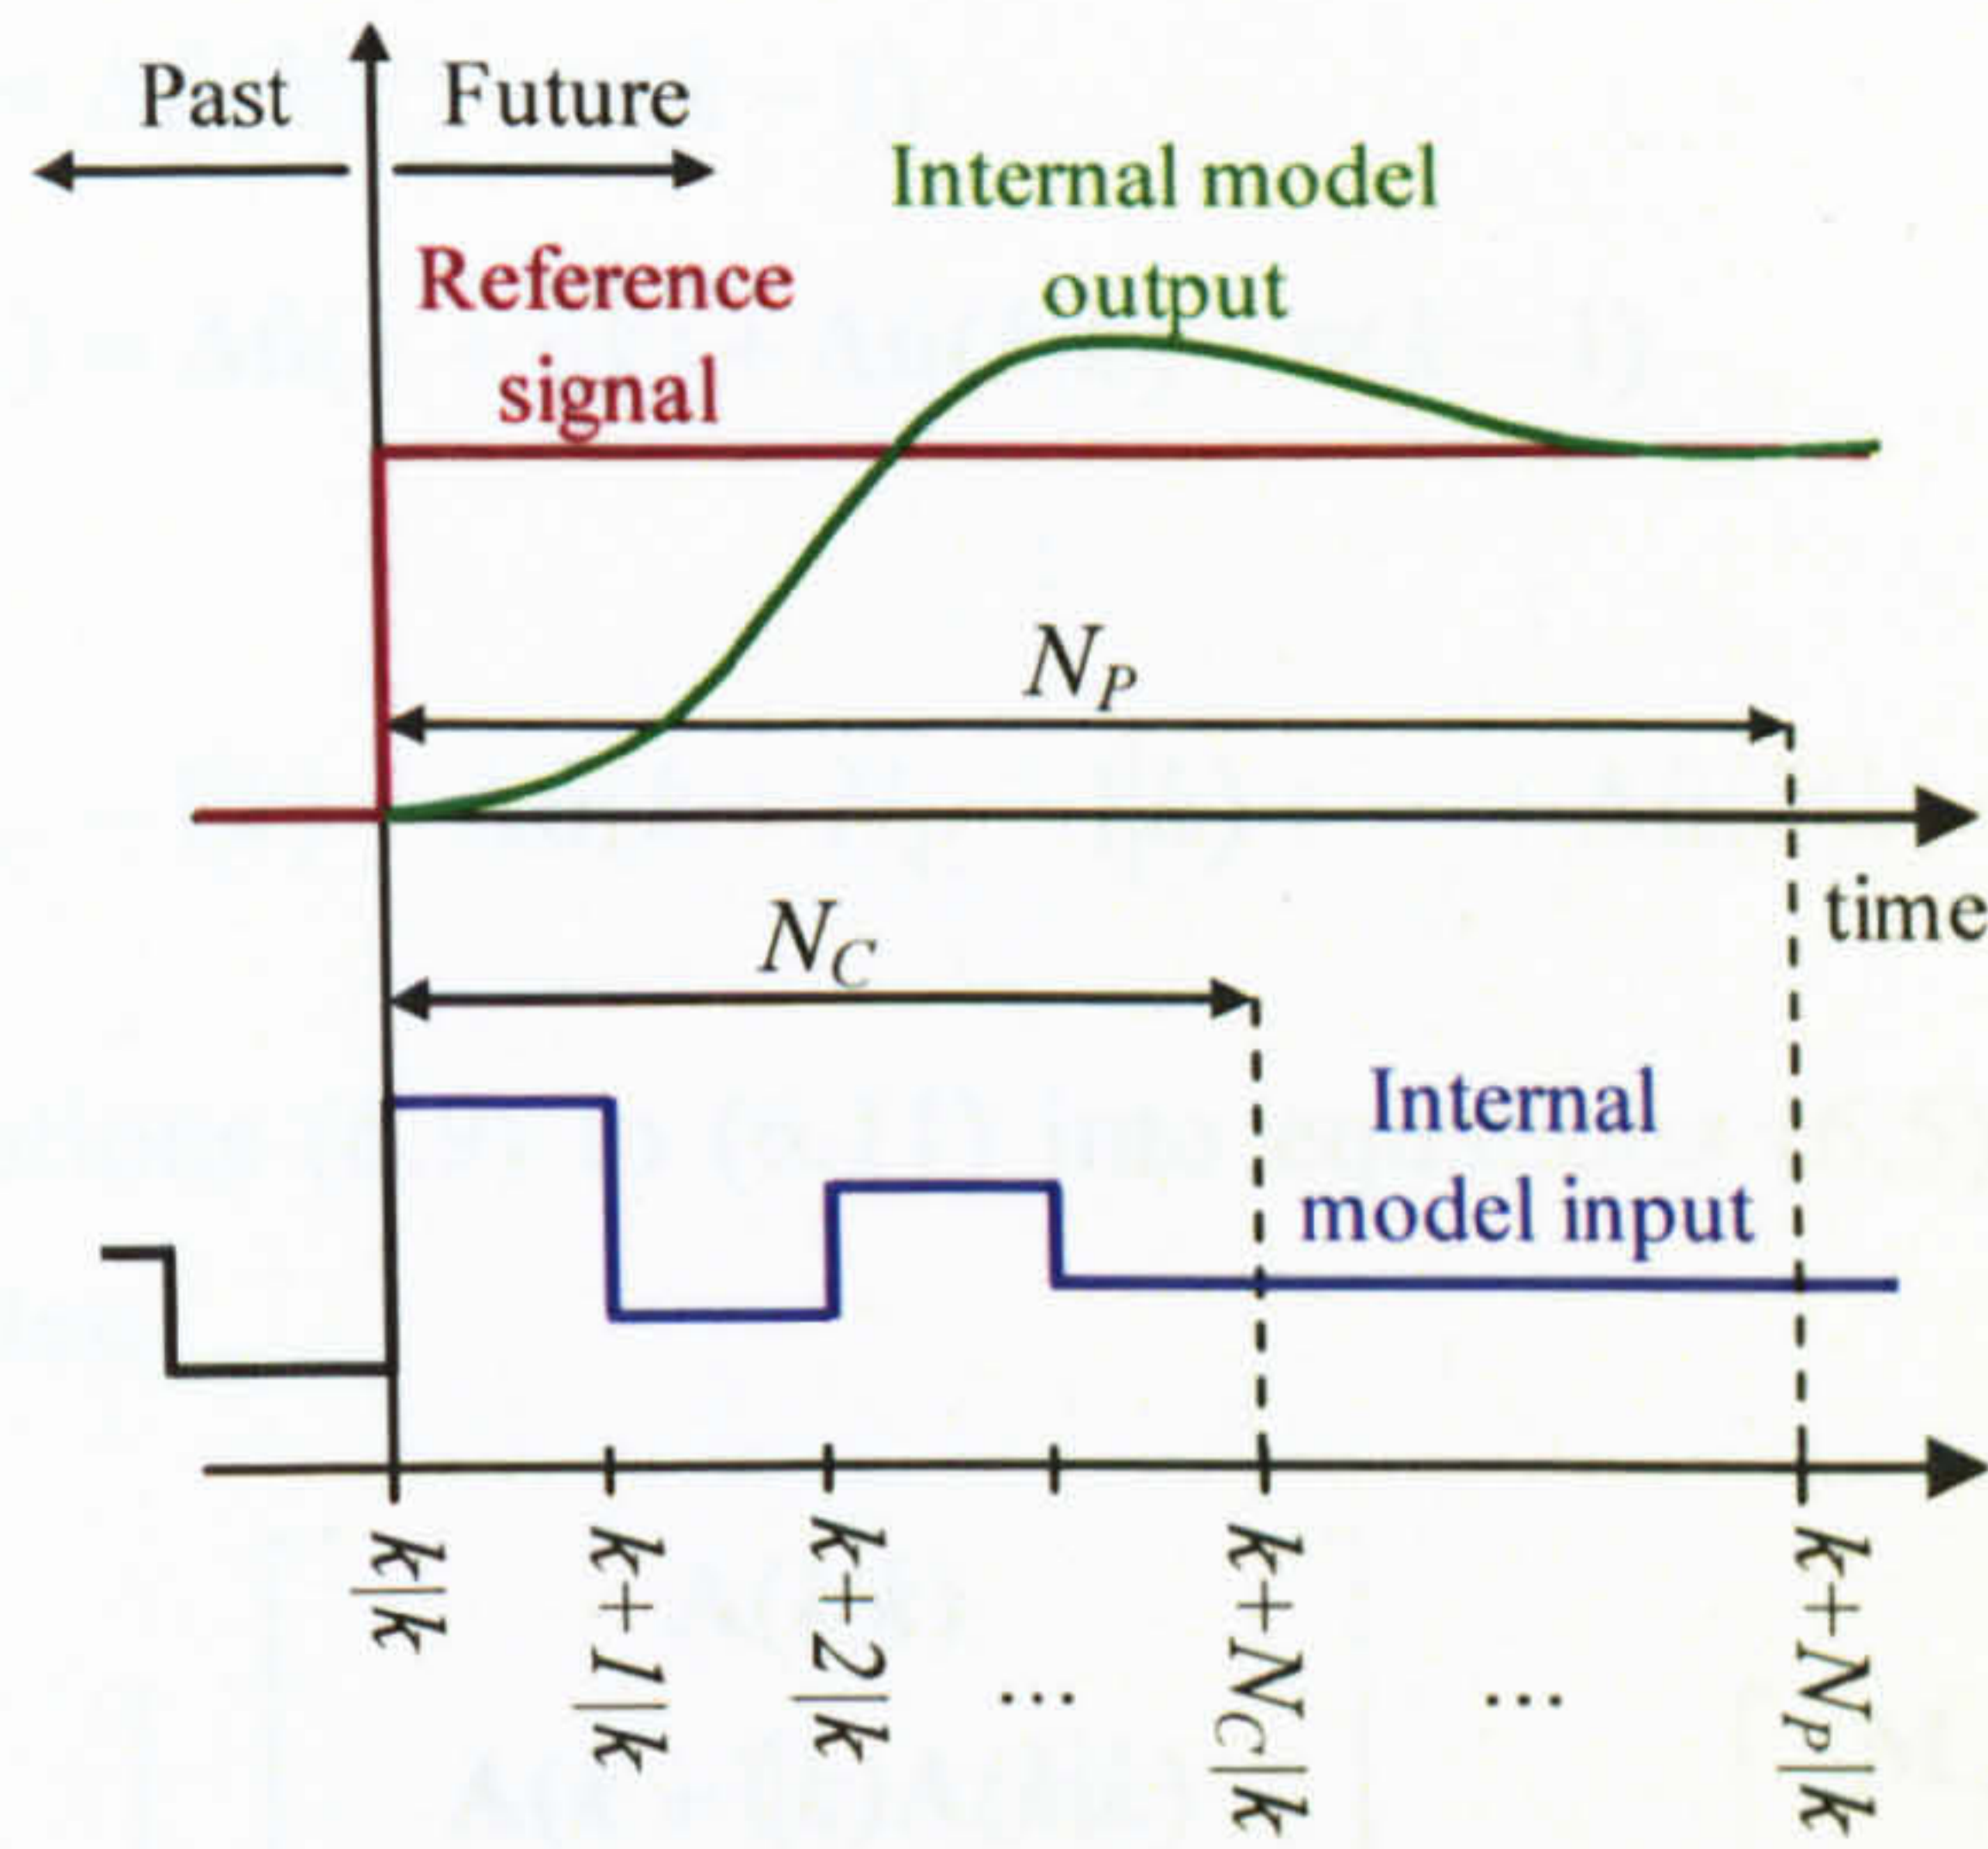 Past
Future
Internal model
output
Reference
signal
N_P
time
N_C
Internal
model input
k|k
k+1|k
k+2|k
...
k+N_C|k
...
k+N_P|k